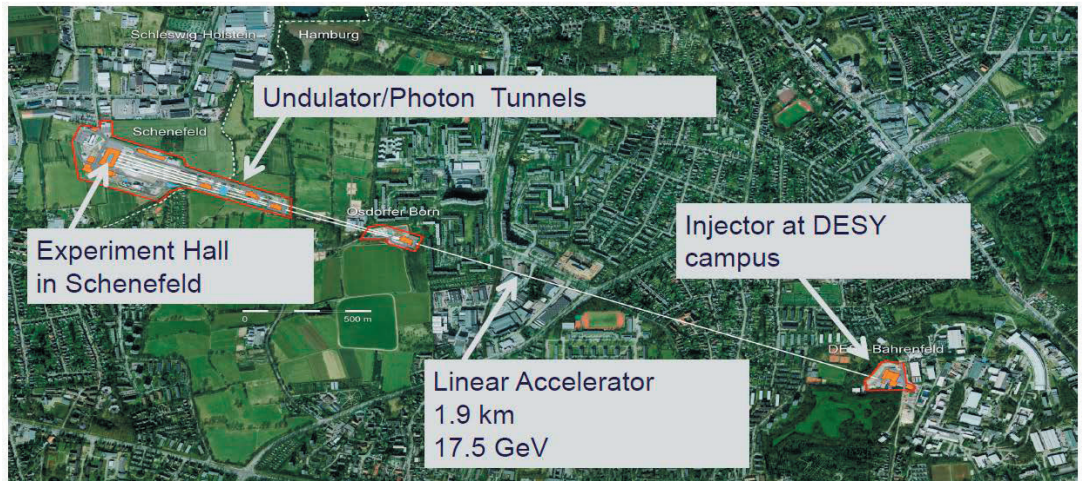 Schleswig-Holstein
Hamburg
Undulator/Photon Tunnels
Schenefeld
Osdorfer Born
Experiment Hall
in Schenefeld
Injector at DESY
campus
0
500 m
DESY-Bahrenfeld
Linear Accelerator
1.9 km
17.5 GeV